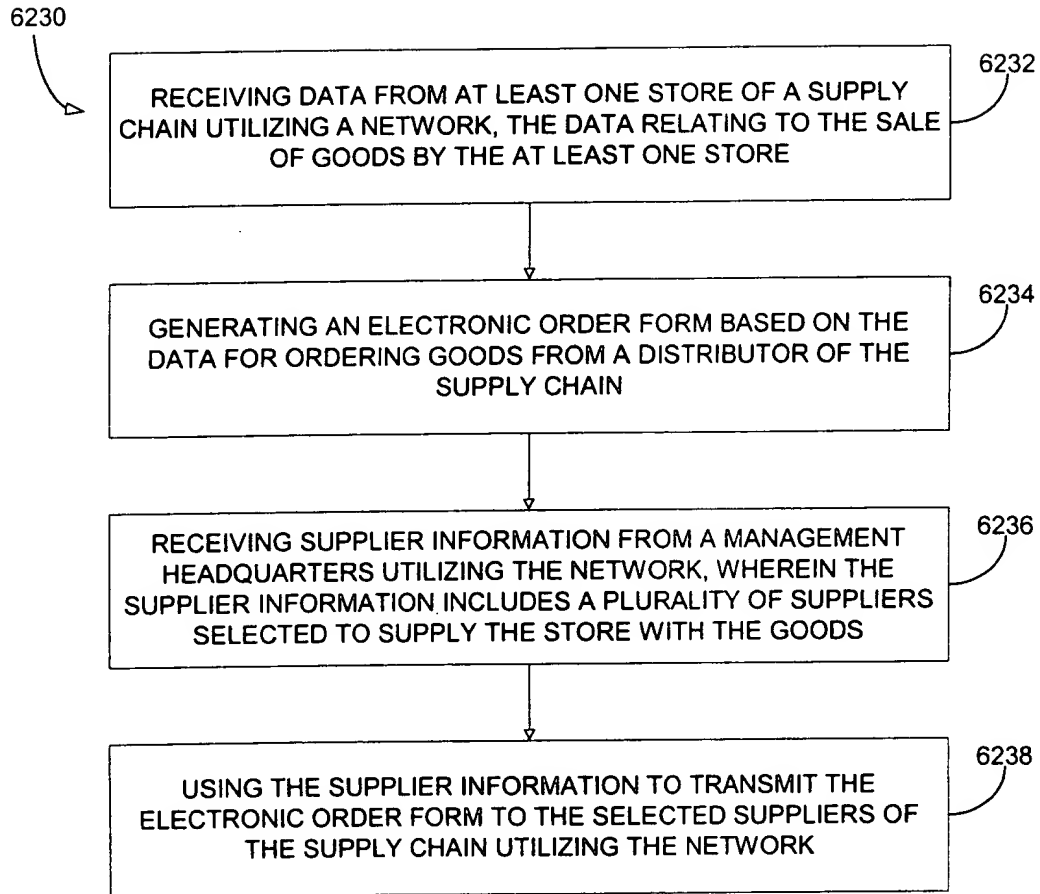 6230
6232
RECEIVING DATA FROM AT LEAST ONE STORE OF A SUPPLY
CHAIN UTILIZING A NETWORK, THE DATA RELATING TO THE SALE
OF GOODS BY THE AT LEAST ONE STORE
6234
GENERATING AN ELECTRONIC ORDER FORM BASED ON THE
DATA FOR ORDERING GOODS FROM A DISTRIBUTOR OF THE
SUPPLY CHAIN
6236
RECEIVING SUPPLIER INFORMATION FROM A MANAGEMENT
HEADQUARTERS UTILIZING THE NETWORK, WHEREIN THE
SUPPLIER INFORMATION INCLUDES A PLURALITY OF SUPPLIERS
SELECTED TO SUPPLY THE STORE WITH THE GOODS
6238
USING THE SUPPLIER INFORMATION TO TRANSMIT THE
ELECTRONIC ORDER FORM TO THE SELECTED SUPPLIERS OF
THE SUPPLY CHAIN UTILIZING THE NETWORK